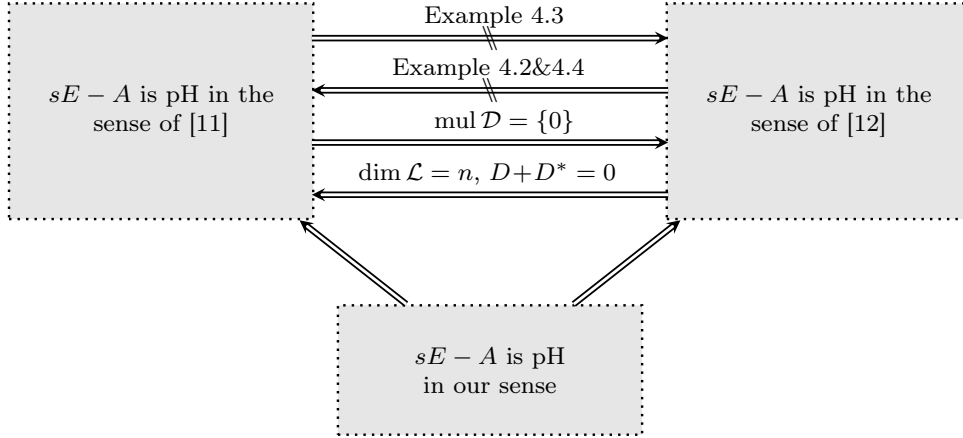 Example 4.3
Example 4.2&4.4
sE − A is pH in the
sense of [11]
sE − A is pH in the
sense of [12]
mul 𝒟 = {0}
dim ℒ = n, D+D* = 0
sE − A is pH
in our sense